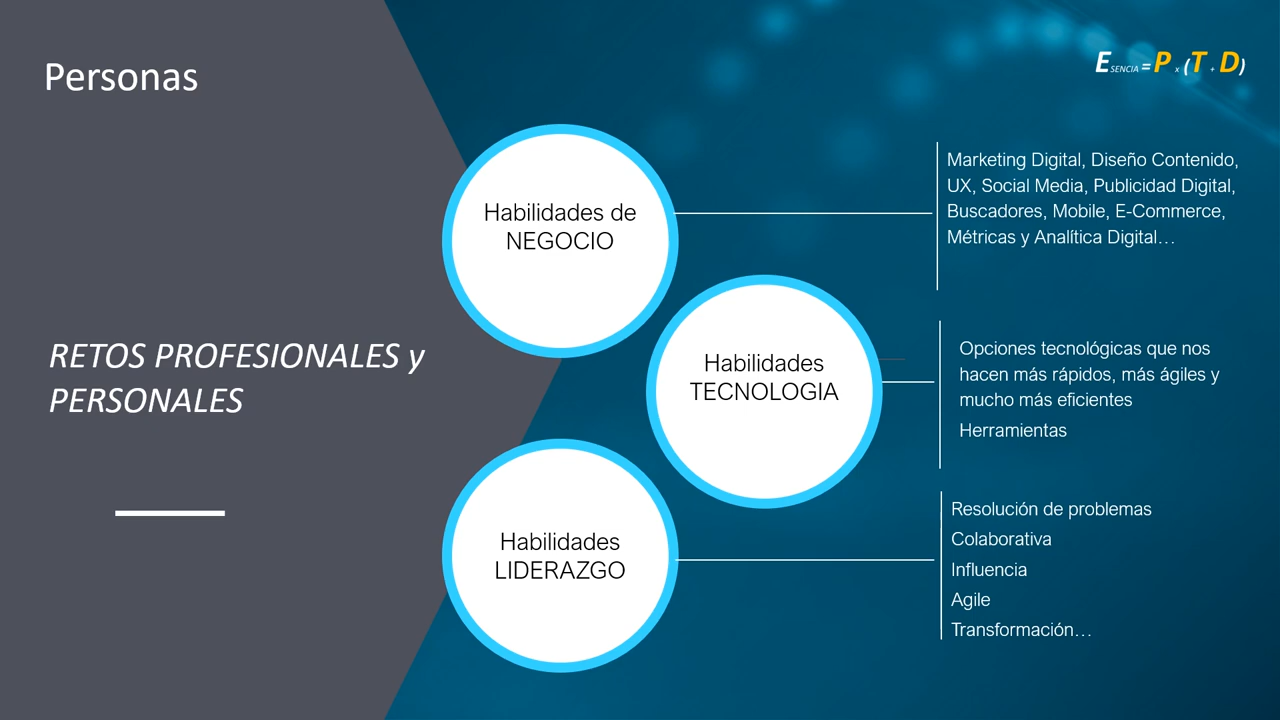 Personas
ESENCIA = P x (T + D)
Habilidades de
NEGOCIO
Marketing Digital, Diseño Contenido,
UX, Social Media, Publicidad Digital,
Buscadores, Mobile, E-Commerce,
Métricas y Analítica Digital…
RETOS PROFESIONALES y
PERSONALES
Habilidades
TECNOLOGIA
Opciones tecnológicas que nos
hacen más rápidos, más ágiles y
mucho más eficientes
Herramientas
Habilidades
LIDERAZGO
Resolución de problemas
Colaborativa
Influencia
Agile
Transformación…